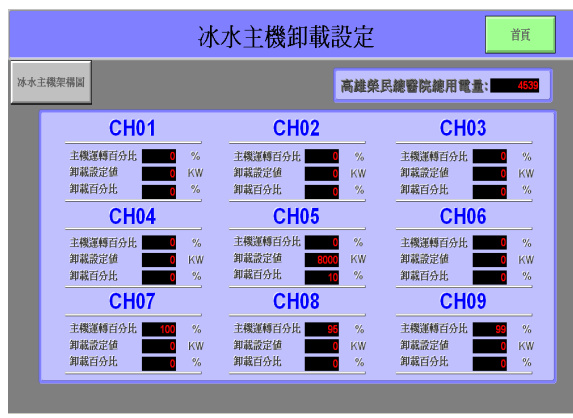 冰水主機卸載設定
首頁
冰水主機架構圖
高雄榮民總醫院總用電量: 4530
CH01 CH02 CH03
主機運轉百分比 0 % 主機運轉百分比 0 % 主機運轉百分比 0 %
卸載設定值 0 KW 卸載設定值 0 KW 卸載設定值 0 KW
卸載百分比 0 % 卸載百分比 0 % 卸載百分比 0 %
CH04 CH05 CH06
主機運轉百分比 0 % 主機運轉百分比 0 % 主機運轉百分比 0 %
卸載設定值 0 KW 卸載設定值 8000 KW 卸載設定值 0 KW
卸載百分比 0 % 卸載百分比 10 % 卸載百分比 0 %
CH07 CH08 CH09
主機運轉百分比 100 % 主機運轉百分比 95 % 主機運轉百分比 99 %
卸載設定值 0 KW 卸載設定值 0 KW 卸載設定值 0 KW
卸載百分比 0 % 卸載百分比 0 % 卸載百分比 0 %